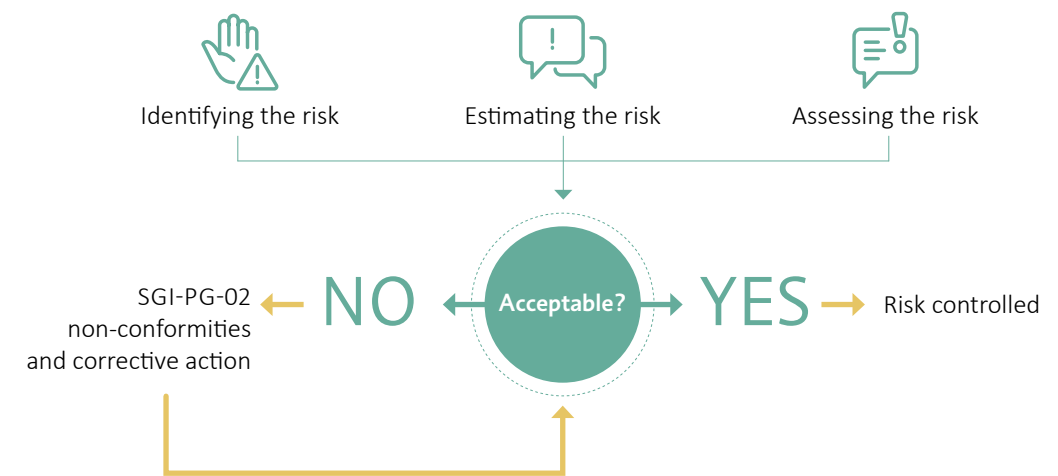 Identifying the risk
Estimating the risk
Assessing the risk
SGI-PG-02
non-conformities
and corrective action
NO
Acceptable?
YES
Risk controlled